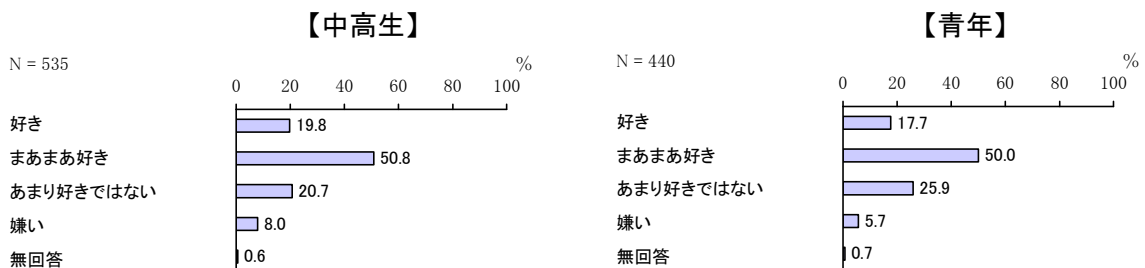 【中高生】
N = 535
%
0 20 40 60 80 100
好き 19.8
まあまあ好き 50.8
あまり好きではない 20.7
嫌い 8.0
無回答 0.6
【青年】
N = 440
%
0 20 40 60 80 100
好き 17.7
まあまあ好き 50.0
あまり好きではない 25.9
嫌い 5.7
無回答 0.7